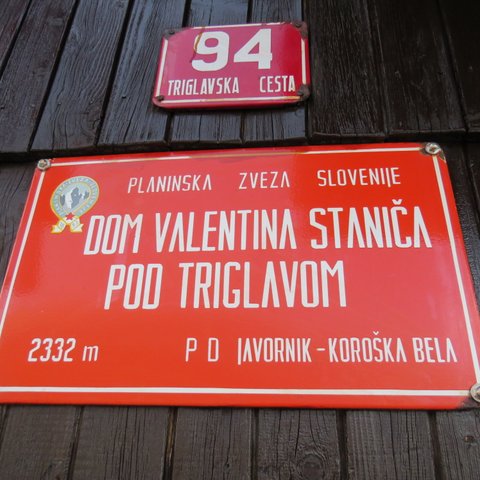 94
TRIGLAVSKA CESTA
PLANINSKA ZVEZA SLOVENIJE
DOM VALENTINA STANIČA
POD TRIGLAVOM
2332 m P D JAVORNIK - KOROŠKA BELA